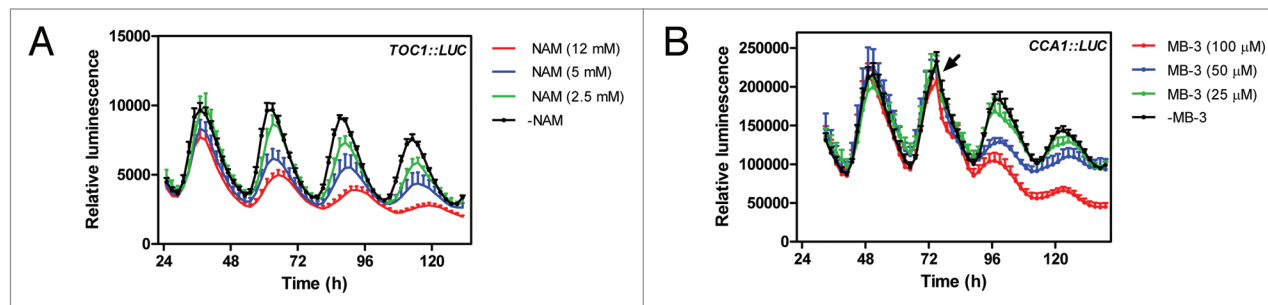 A
TOC1::LUC
15000
10000
5000
0
Relative luminescence
24 48 72 96 120
Time (h)
NAM (12 mM)
NAM (5 mM)
NAM (2.5 mM)
-NAM
B
CCA1::LUC
250000
200000
150000
100000
50000
0
Relative luminescence
24 48 72 96 120
Time (h)
MB-3 (100 μM)
MB-3 (50 μM)
MB-3 (25 μM)
-MB-3